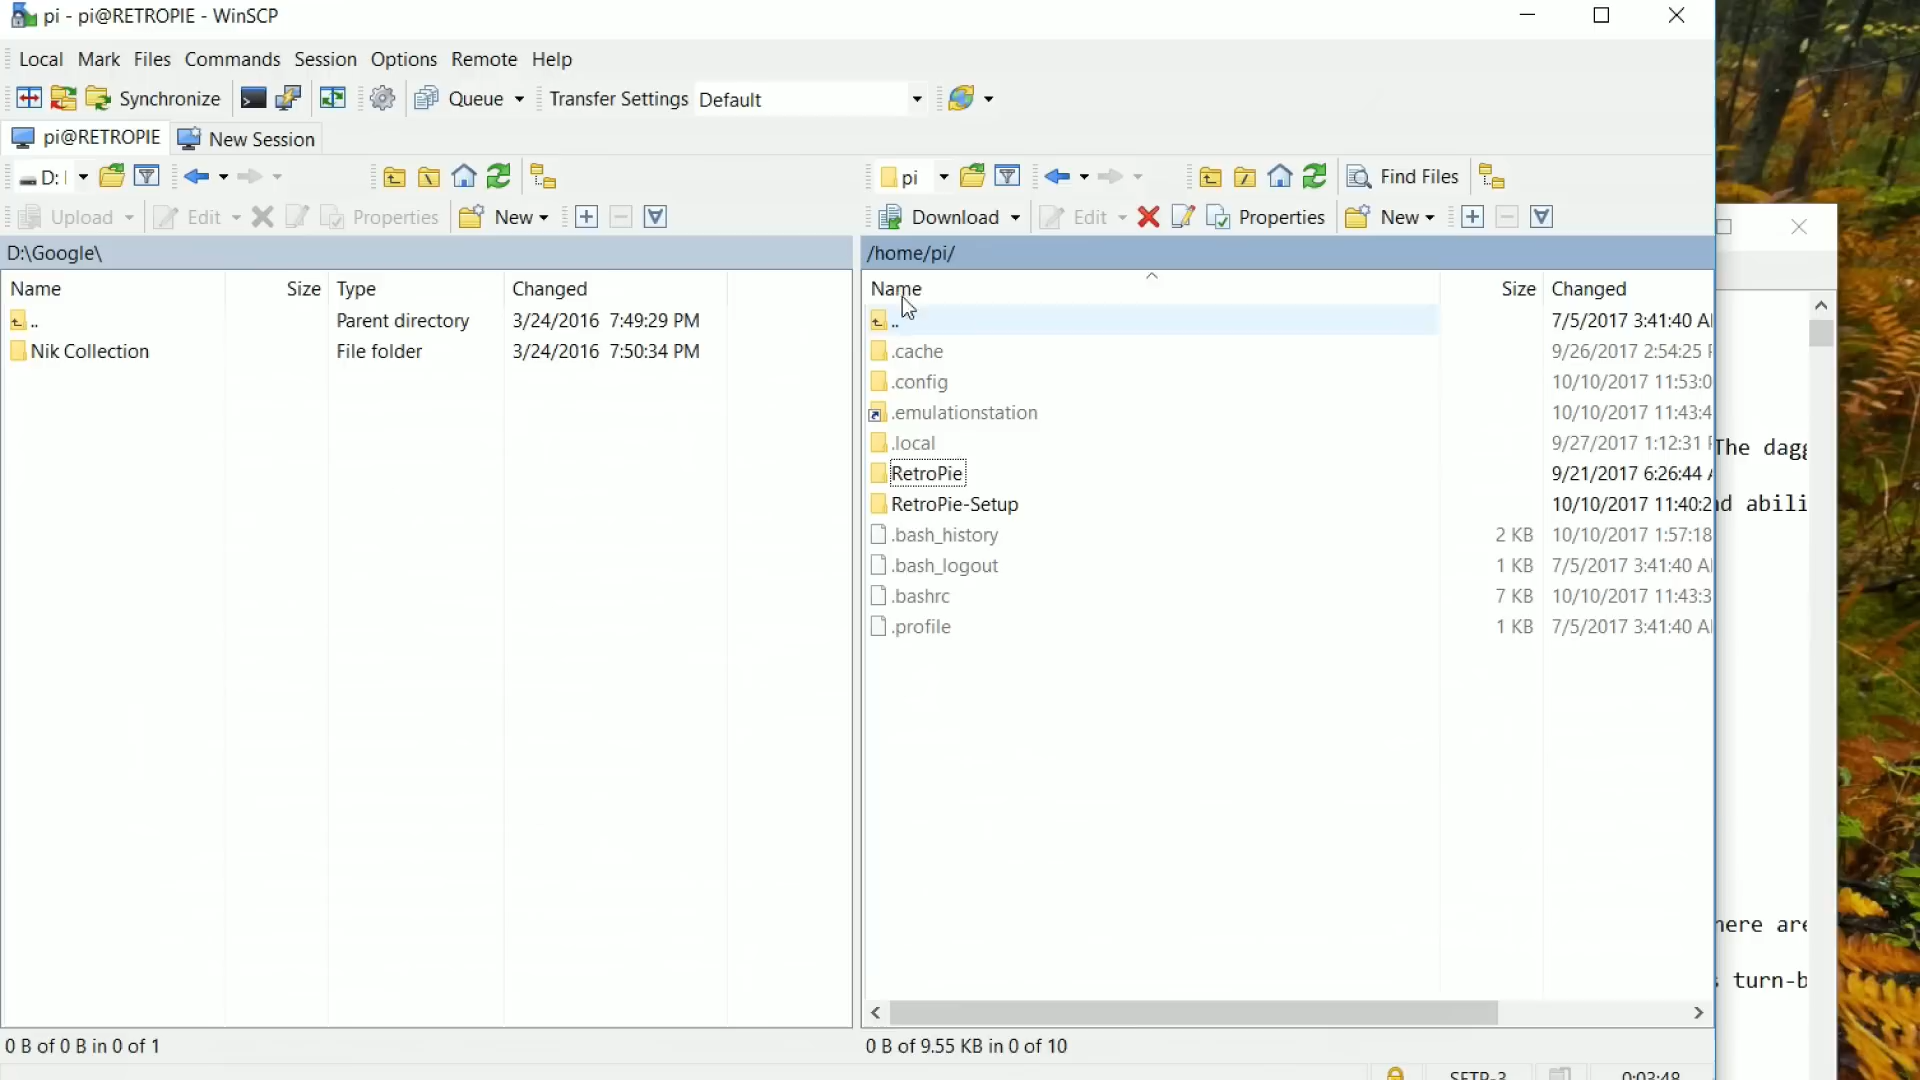 pi - pi@RETROPIE - WinSCP
Local Mark Files Commands Session Options Remote Help
Synchronize Queue Transfer Settings Default
pi@RETROPIE New Session
D: pi Find Files
Upload Edit Properties New Download Edit Properties New
D:\Google\ /home/pi/
Name Size Type Changed Name Size Changed
.. Parent directory 3/24/2016 7:49:29 PM .. 7/5/2017 3:41:40 A
Nik Collection File folder 3/24/2016 7:50:34 PM .cache 9/26/2017 2:54:25
.config 10/10/2017 11:53:0
.emulationstation 10/10/2017 11:43:4
.local 9/27/2017 1:12:31
The dagg
RetroPie 9/21/2017 6:26:44
RetroPie-Setup 10/10/2017 11:40:2
d abili
.bash_history 2 KB 10/10/2017 1:57:18
.bash_logout 1 KB 7/5/2017 3:41:40 A
.bashrc 7 KB 10/10/2017 11:43:3
.profile 1 KB 7/5/2017 3:41:40 A
here are
turn-b
0 B of 0 B in 0 of 1 0 B of 9.55 KB in 0 of 10
SFTP-3 0:03:48